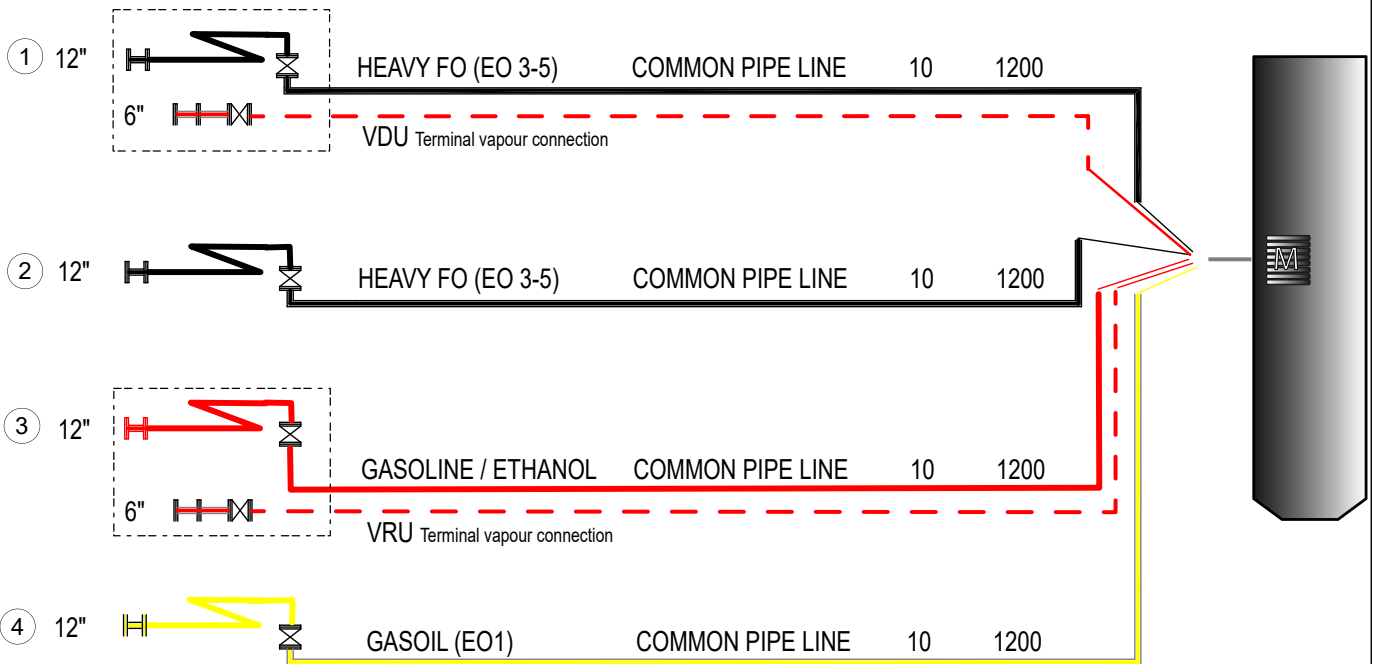 1 12" HEAVY FO (EO 3-5) COMMON PIPE LINE 10 1200
6" VDU Terminal vapour connection
2 12" HEAVY FO (EO 3-5) COMMON PIPE LINE 10 1200
M
3 12" GASOLINE / ETHANOL COMMON PIPE LINE 10 1200
6" VRU Terminal vapour connection
4 12" GASOIL (EO1) COMMON PIPE LINE 10 1200